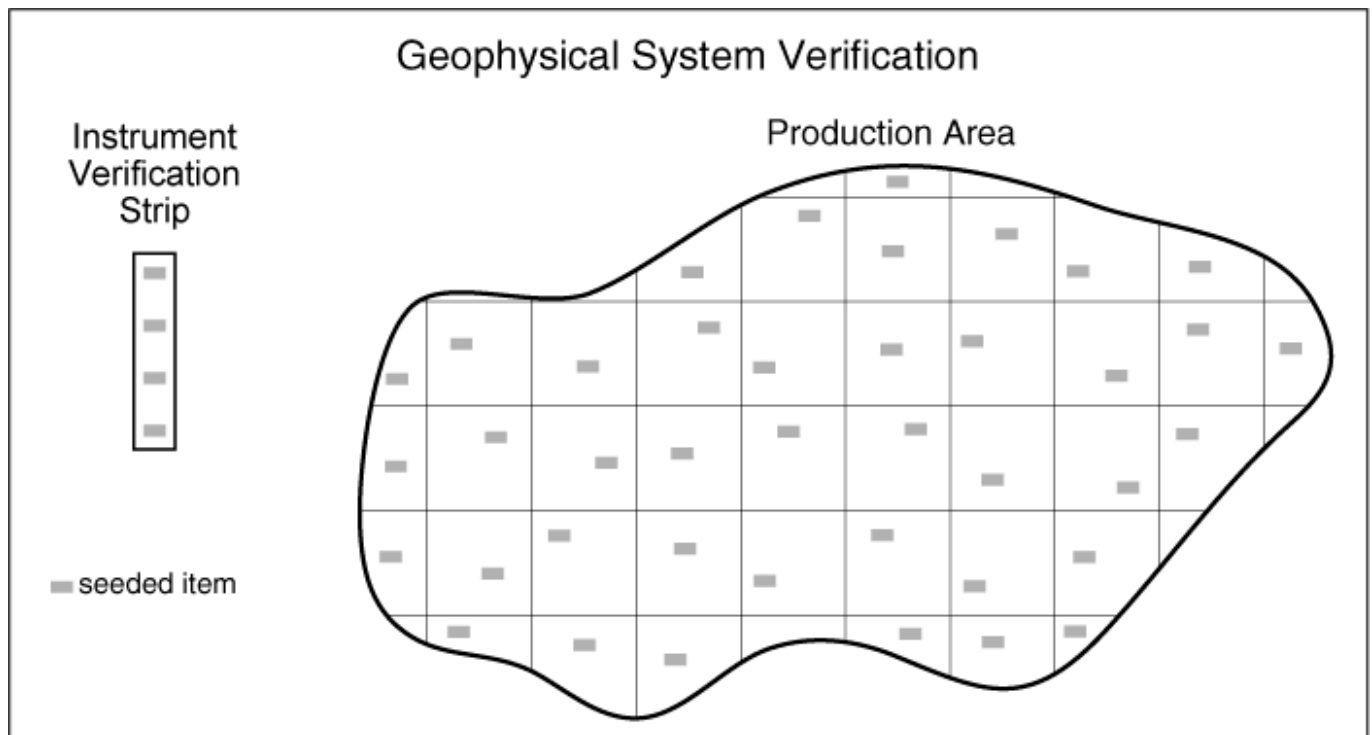 Geophysical System Verification
Instrument
Verification
Strip
Production Area
seeded item